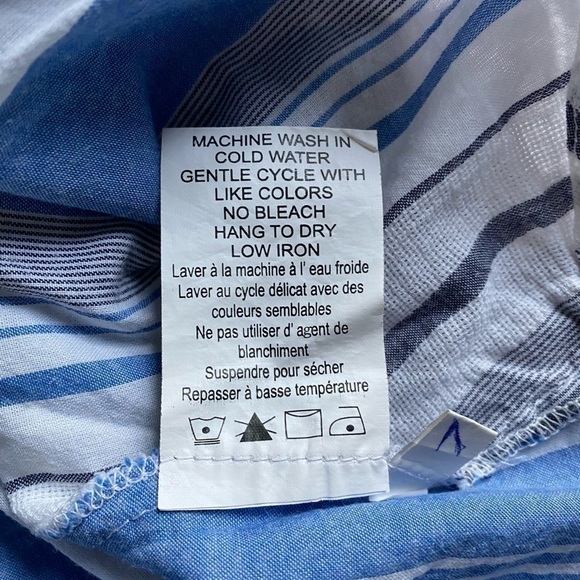 MACHINE WASH IN
COLD WATER
GENTLE CYCLE WITH
LIKE COLORS
NO BLEACH
HANG TO DRY
LOW IRON
Laver à la machine à l' eau froide
Laver au cycle délicat avec des
couleurs semblables
Ne pas utiliser d' agent de
blanchiment
Suspendre pour sécher
Repasser à basse température